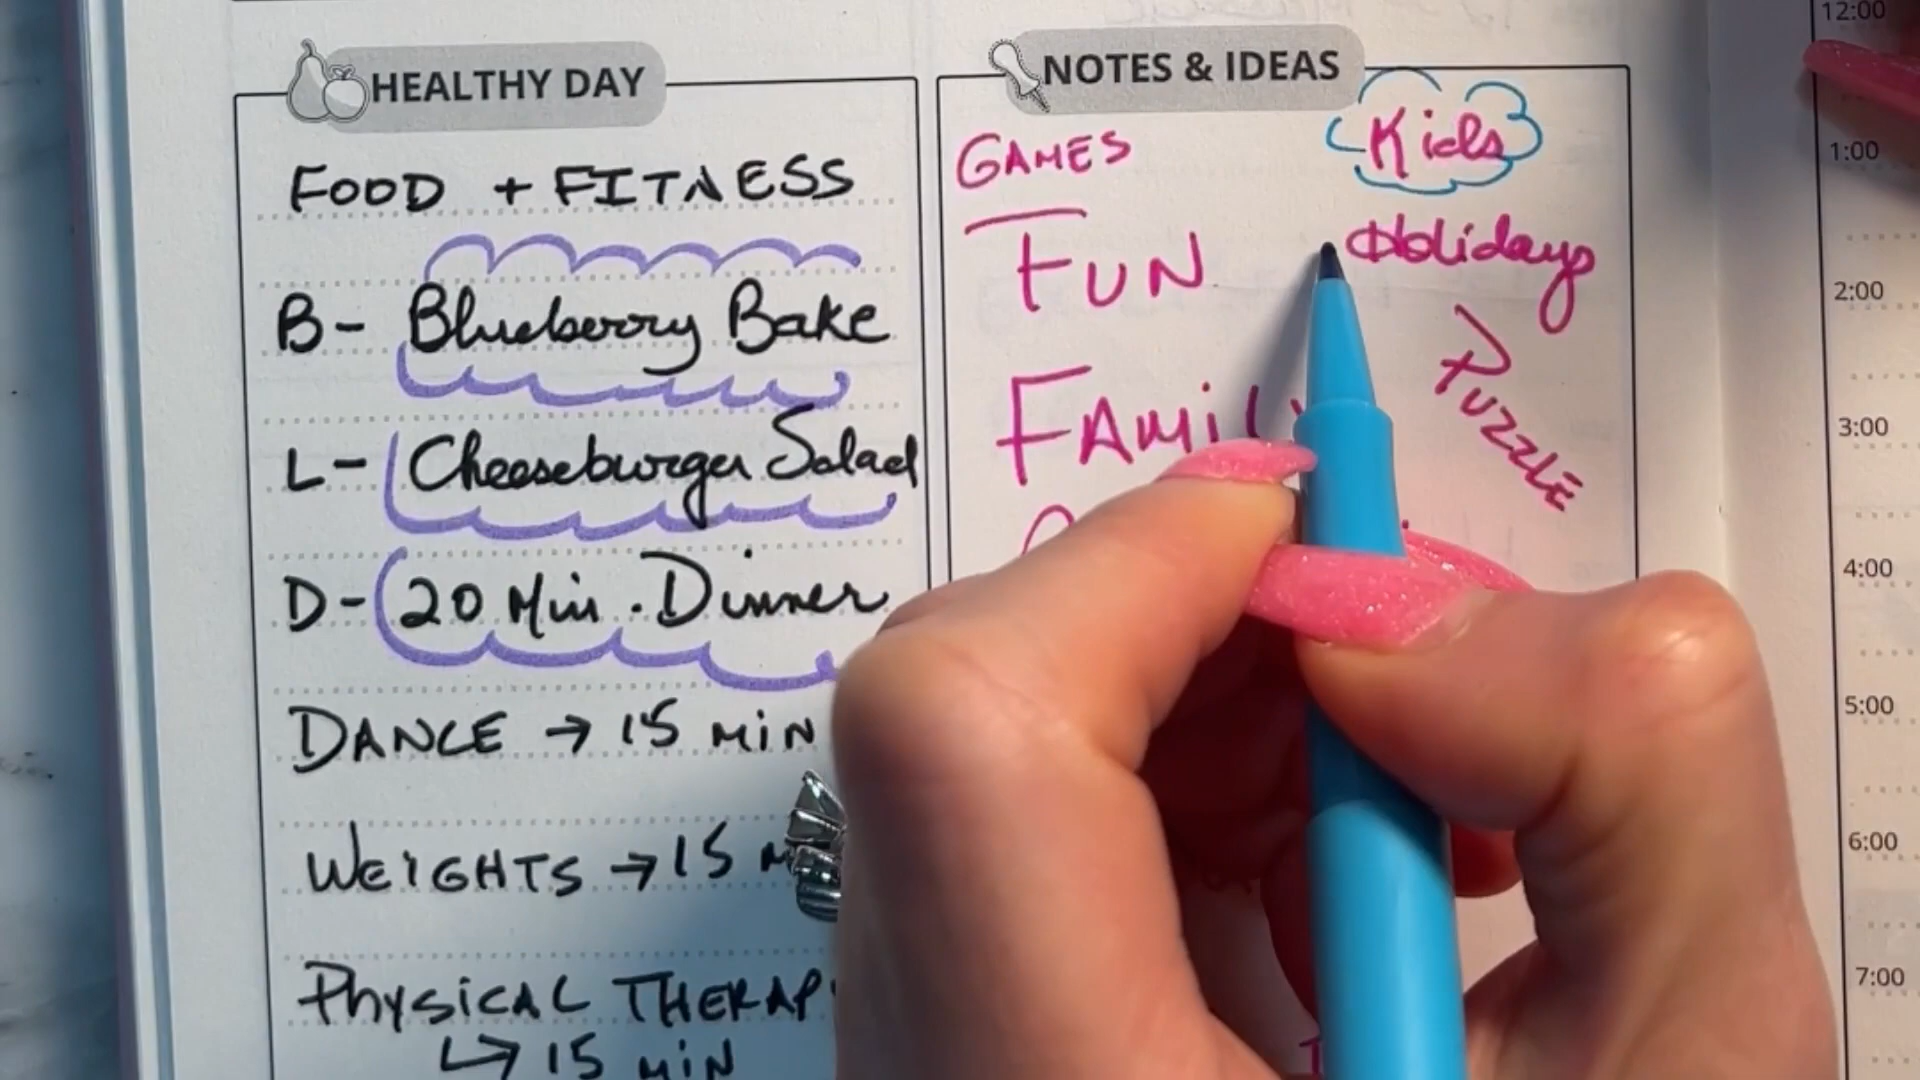 HEALTHY DAY
FOOD + FITNESS
B- Blueberry Bake
L- Cheeseburger Salad
D- 20 Min. Dinner
DANCE → 15 MIN
WEIGHTS → 15
PHYSICAL THERAP
↳ 15 MIN
NOTES & IDEAS
GAMES
Kids
FUN
Holidays
FAMIL
PUZZLE
12:00
1:00
2:00
3:00
4:00
5:00
6:00
7:00